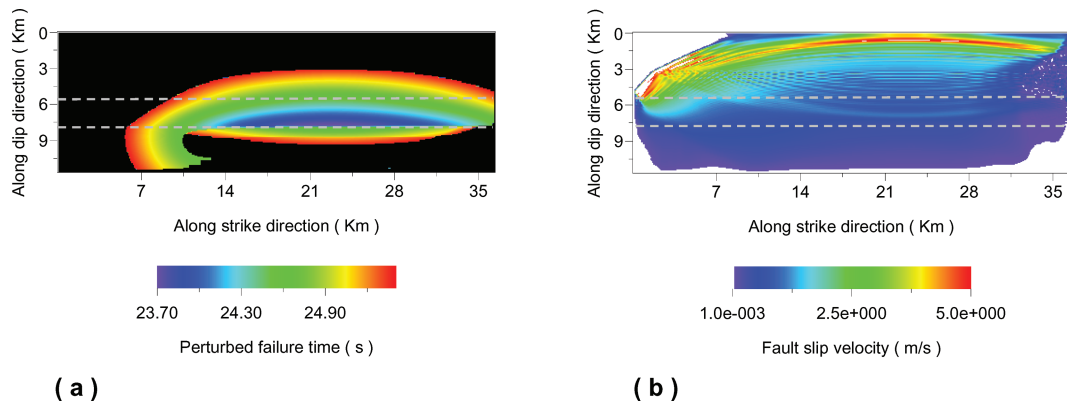 0
3
6
9
Along dip direction ( Km )
7 14 21 28 35
Along strike direction ( Km )
23.70 24.30 24.90
Perturbed failure time ( s )
( a )
0
3
6
9
Along dip direction ( Km )
7 14 21 28 35
Along strike direction ( Km )
1.0e-003 2.5e+000 5.0e+000
Fault slip velocity ( m/s )
( b )